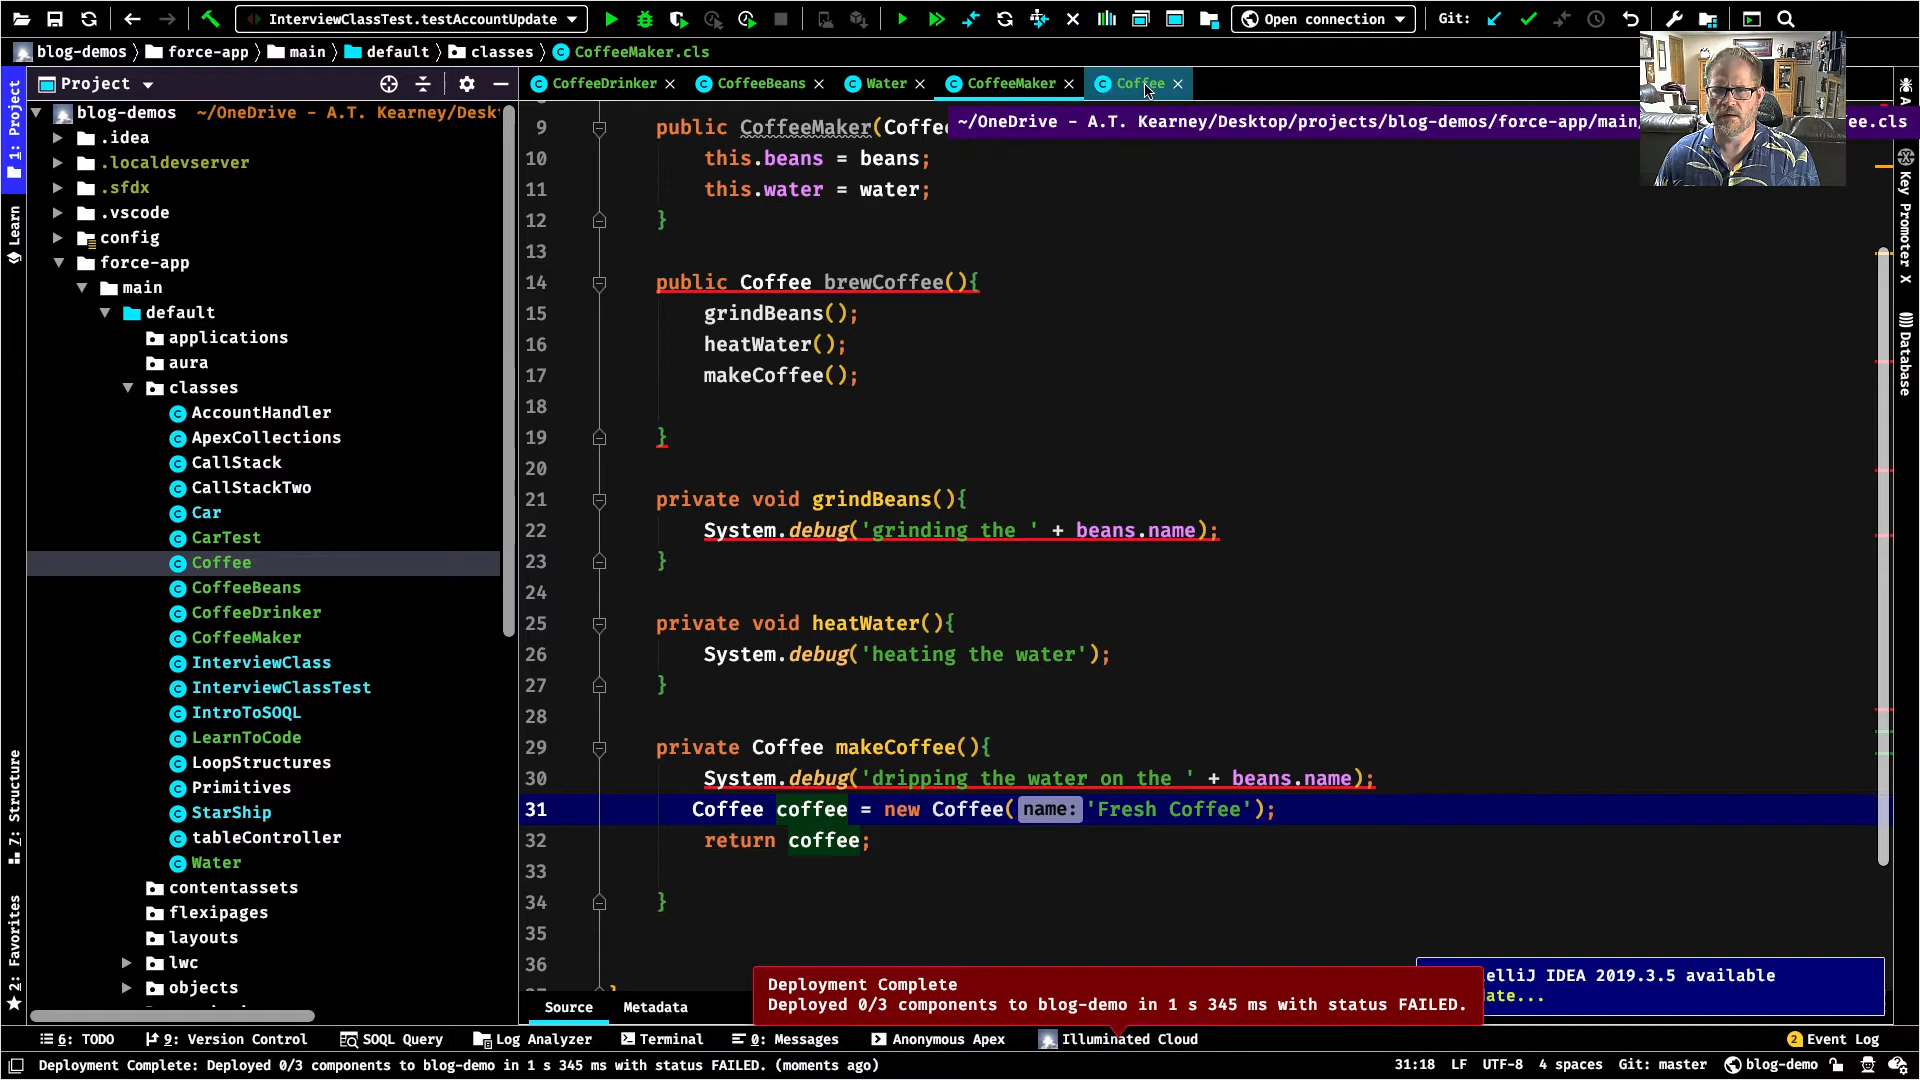 InterviewClassTest.testAccountUpdate
Open connection
Git:
blog-demos
force-app
main
default
classes
CoffeeMaker.cls
1: Project
Learn
7: Structure
2: Favorites
Project
CoffeeDrinker
CoffeeBeans
Water
CoffeeMaker
Coffee
~/OneDrive - A.T. Kearney/Desktop/projects/blog-demos/force-app/main
ee.cls
blog-demos ~/OneDrive - A.T. Kearney/Deskt
.idea
.localdevserver
.sfdx
.vscode
config
force-app
main
default
applications
aura
classes
AccountHandler
ApexCollections
CallStack
CallStackTwo
Car
CarTest
Coffee
CoffeeBeans
CoffeeDrinker
CoffeeMaker
InterviewClass
InterviewClassTest
IntroToSOQL
LearnToCode
LoopStructures
Primitives
StarShip
tableController
Water
contentassets
flexipages
layouts
lwc
objects
9 public CoffeeMaker(Coffe
10 this.beans = beans;
11 this.water = water;
12 }
13
14 public Coffee brewCoffee(){
15 grindBeans();
16 heatWater();
17 makeCoffee();
18
19 }
20
21 private void grindBeans(){
22 System.debug('grinding the ' + beans.name);
23 }
24
25 private void heatWater(){
26 System.debug('heating the water');
27 }
28
29 private Coffee makeCoffee(){
30 System.debug('dripping the water on the ' + beans.name);
31 Coffee coffee = new Coffee( name: 'Fresh Coffee');
32 return coffee;
33
34 }
35
36
Key Promoter X
Database
Source
Metadata
Deployment Complete
Deployed 0/3 components to blog-demo in 1 s 345 ms with status FAILED.
elliJ IDEA 2019.3.5 available
ate...
6: TODO
9: Version Control
SOQL Query
Log Analyzer
Terminal
0: Messages
Anonymous Apex
Illuminated Cloud
2 Event Log
Deployment Complete: Deployed 0/3 components to blog-demo in 1 s 345 ms with status FAILED. (moments ago)
31:18
LF
UTF-8
4 spaces
Git: master
blog-demo